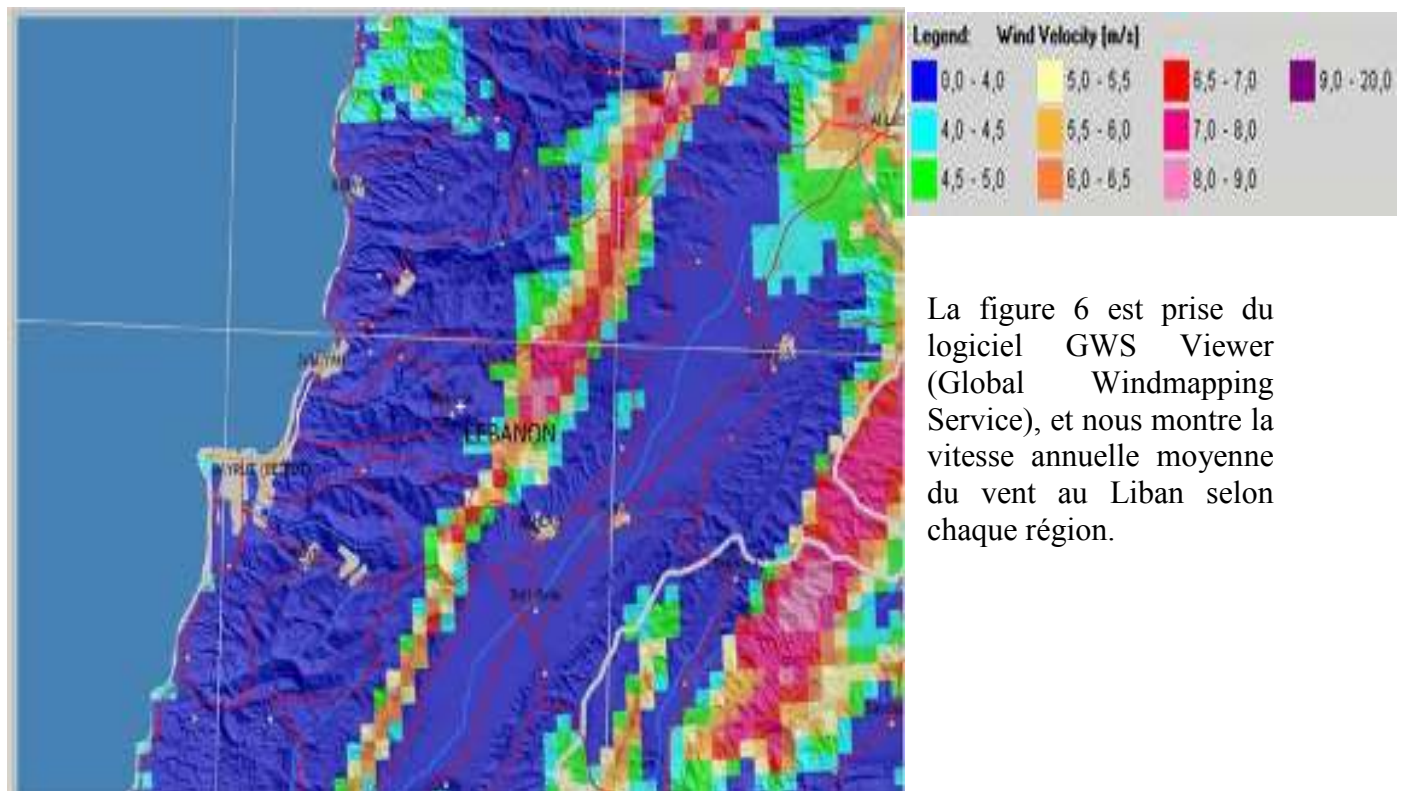 Legend: Wind Velocity [m/s]
0,0 - 4,0
4,0 - 4,5
4,5 - 5,0
5,0 - 5,5
5,5 - 6,0
6,0 - 6,5
6,5 - 7,0
7,0 - 8,0
8,0 - 9,0
9,0 - 20,0
LEBANON
La figure 6 est prise du
logiciel GWS Viewer
(Global Windmapping
Service), et nous montre la
vitesse annuelle moyenne
du vent au Liban selon
chaque région.